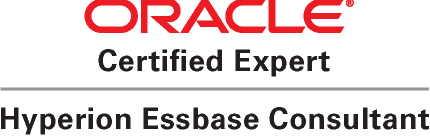 ORACLE®
Certified Expert
Hyperion Essbase Consultant